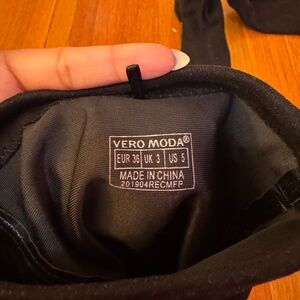 VERO MODA®
EUR 36 UK 3 US 5
MADE IN CHINA
201904RECMFP